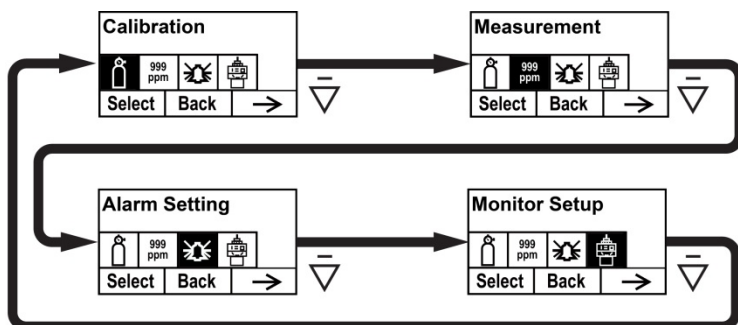 Calibration
999
ppm
Select Back →
Measurement
999
ppm
Select Back →
Alarm Setting
999
ppm
Select Back →
Monitor Setup
999
ppm
Select Back →